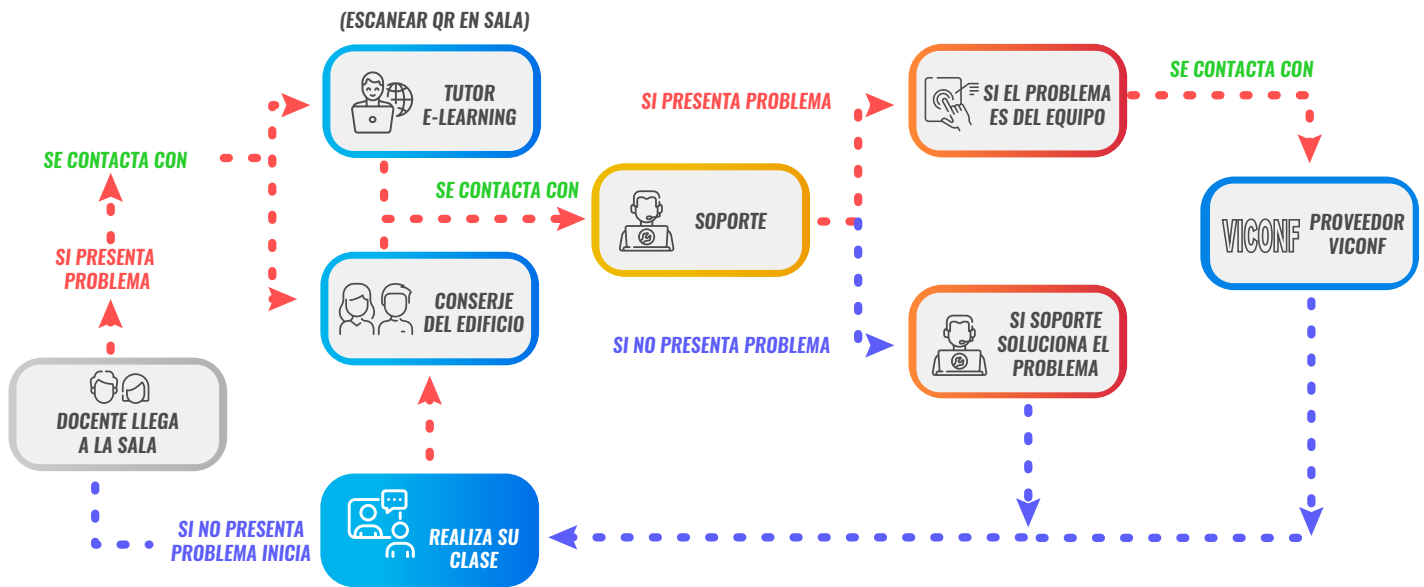 (ESCANEAR QR EN SALA)
TUTOR
E-LEARNING
SE CONTACTA CON
SI PRESENTA
PROBLEMA
DOCENTE LLEGA
A LA SALA
SI NO PRESENTA
PROBLEMA INICIA
CONSERJE
DEL EDIFICIO
REALIZA SU
CLASE
SE CONTACTA CON
SOPORTE
SI PRESENTA PROBLEMA
SI EL PROBLEMA
ES DEL EQUIPO
SI NO PRESENTA PROBLEMA
SI SOPORTE
SOLUCIONA EL
PROBLEMA
SE CONTACTA CON
VICONF
PROVEEDOR
VICONF